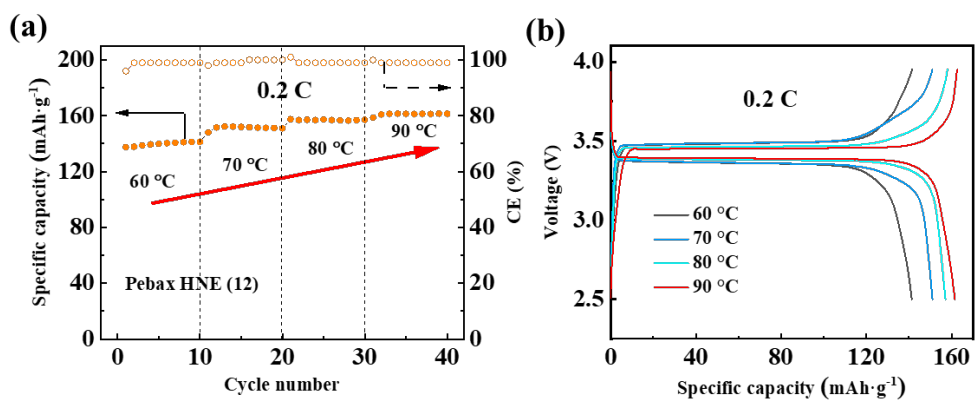 (a)
200
160
120
80
40
0
Specific capacity (mAh·g⁻¹)
0.2 C
60 ℃
70 ℃
80 ℃
90 ℃
Pebax HNE (12)
0
10
20
30
40
Cycle number
100
80
60
40
20
0
CE (%)
(b)
4.0
3.5
3.0
2.5
Voltage (V)
0.2 C
60 °C
70 °C
80 °C
90 °C
0
40
80
120
160
Specific capacity (mAh·g⁻¹)